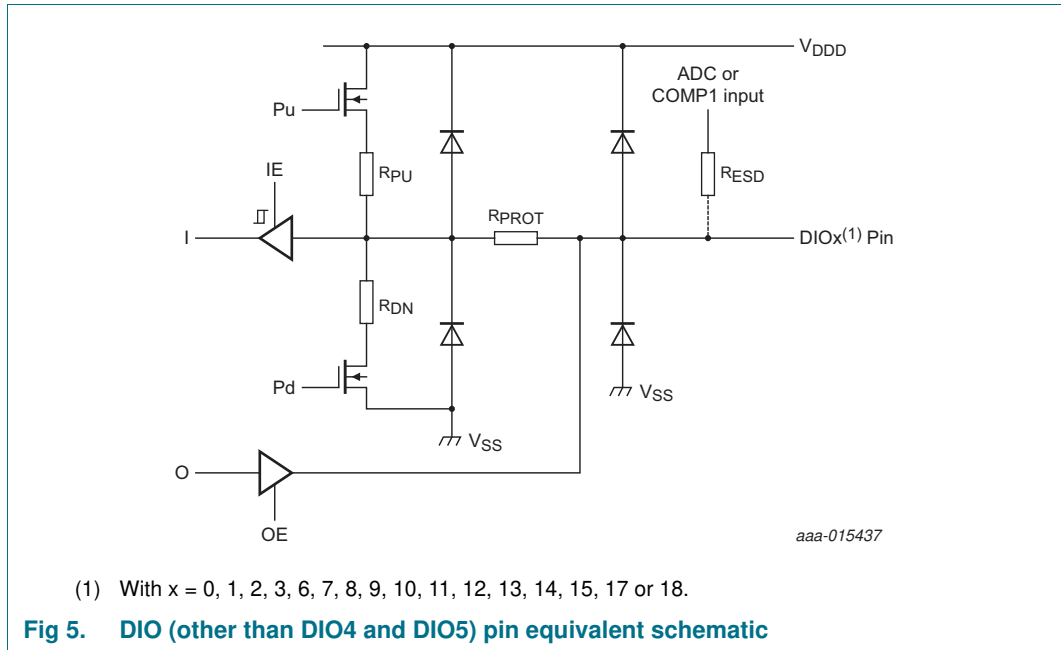 VDDD
ADC or
COMP1 input
Pu
RPU
RESD
IE
RPROT
I
DIOx(1) Pin
RDN
Pd
VSS
VSS
O
OE
aaa-015437
(1) With x = 0, 1, 2, 3, 6, 7, 8, 9, 10, 11, 12, 13, 14, 15, 17 or 18.
Fig 5. DIO (other than DIO4 and DIO5) pin equivalent schematic